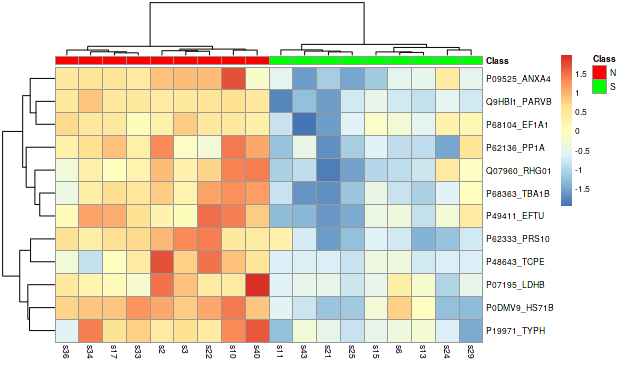 Class
P09525_ANXA4
Q9HBI1_PARVB
P68104_EF1A1
P62136_PP1A
Q07960_RHG01
P68363_TBA1B
P49411_EFTU
P62333_PRS10
P48643_TCPE
P07195_LDHB
P0DMV9_HS71B
P19971_TYPH
s36 s34 s17 s33 s2 s3 s22 s10 s40 s11 s43 s21 s25 s15 s6 s13 s24 s29
1.5
1
0.5
0
-0.5
-1
-1.5
Class
N
S